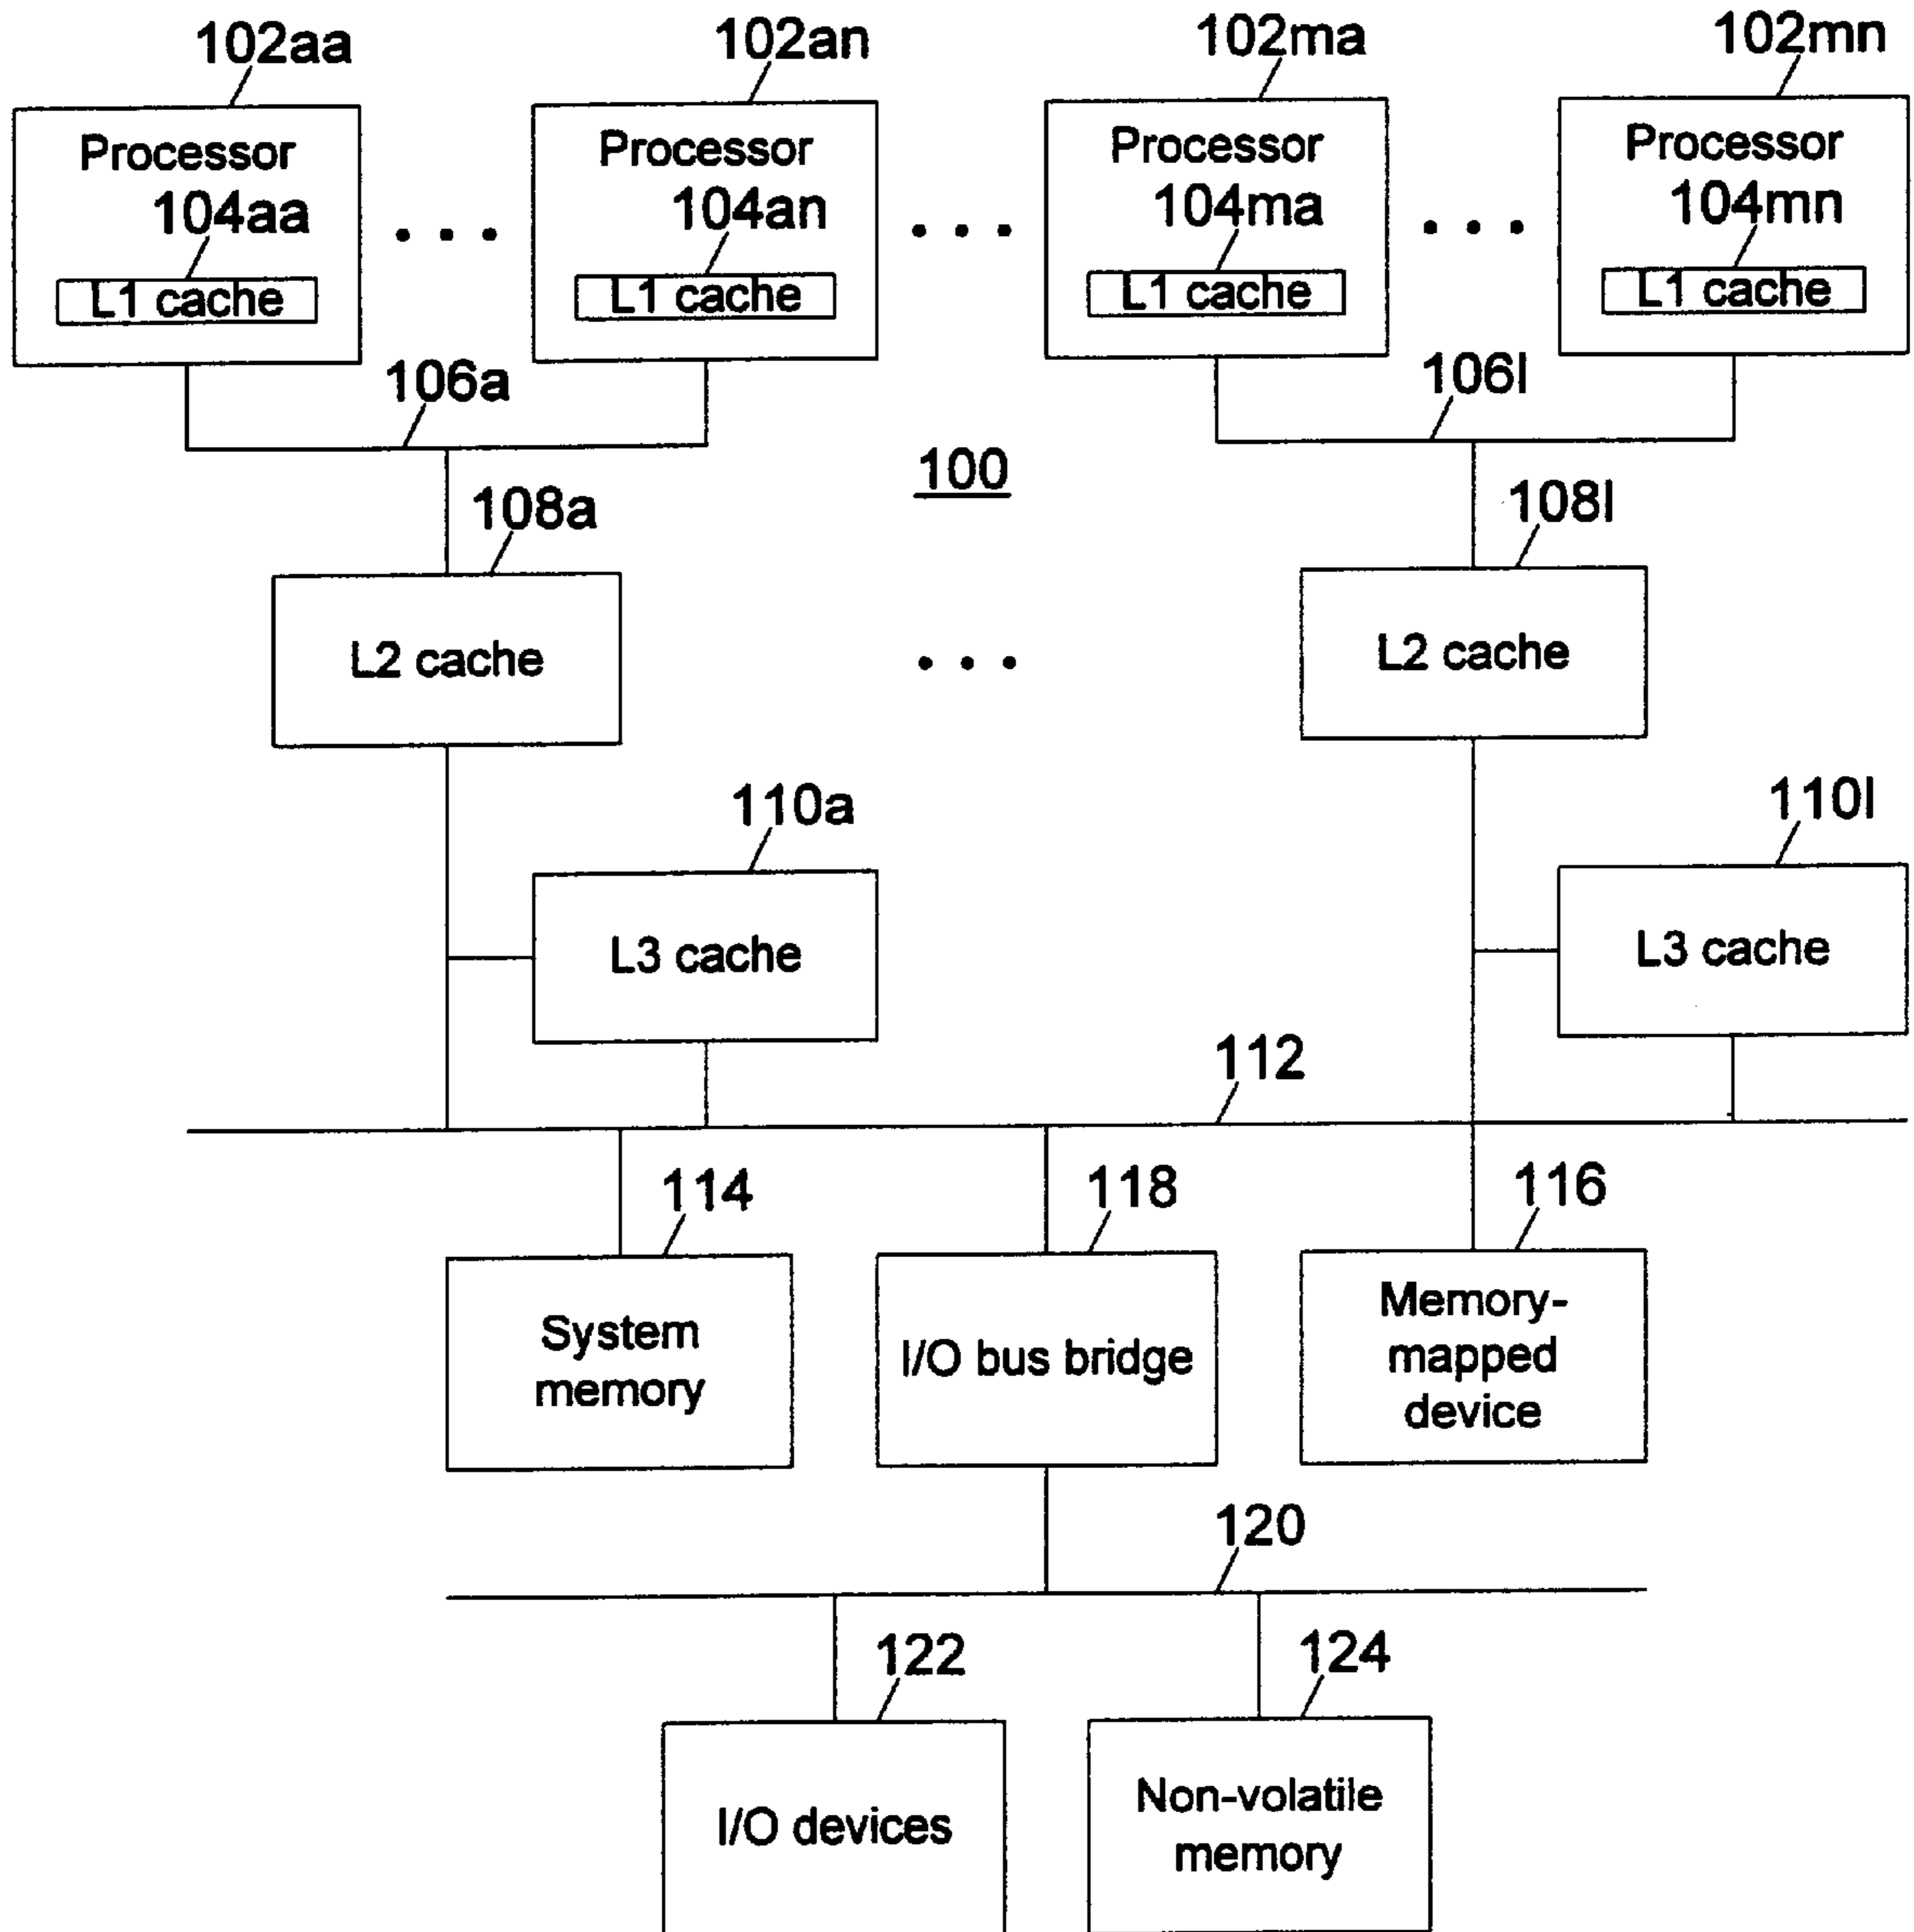 102aa 102an 102ma 102mn
Processor Processor Processor Processor
104aa 104an 104ma 104mn
L1 cache L1 cache L1 cache L1 cache
106a 106l
100
108a 108l
L2 cache L2 cache
110a 110l
L3 cache L3 cache
112
114 118 116
System
memory
I/O bus bridge
Memory-
mapped
device
120
122 124
I/O devices
Non-volatile
memory